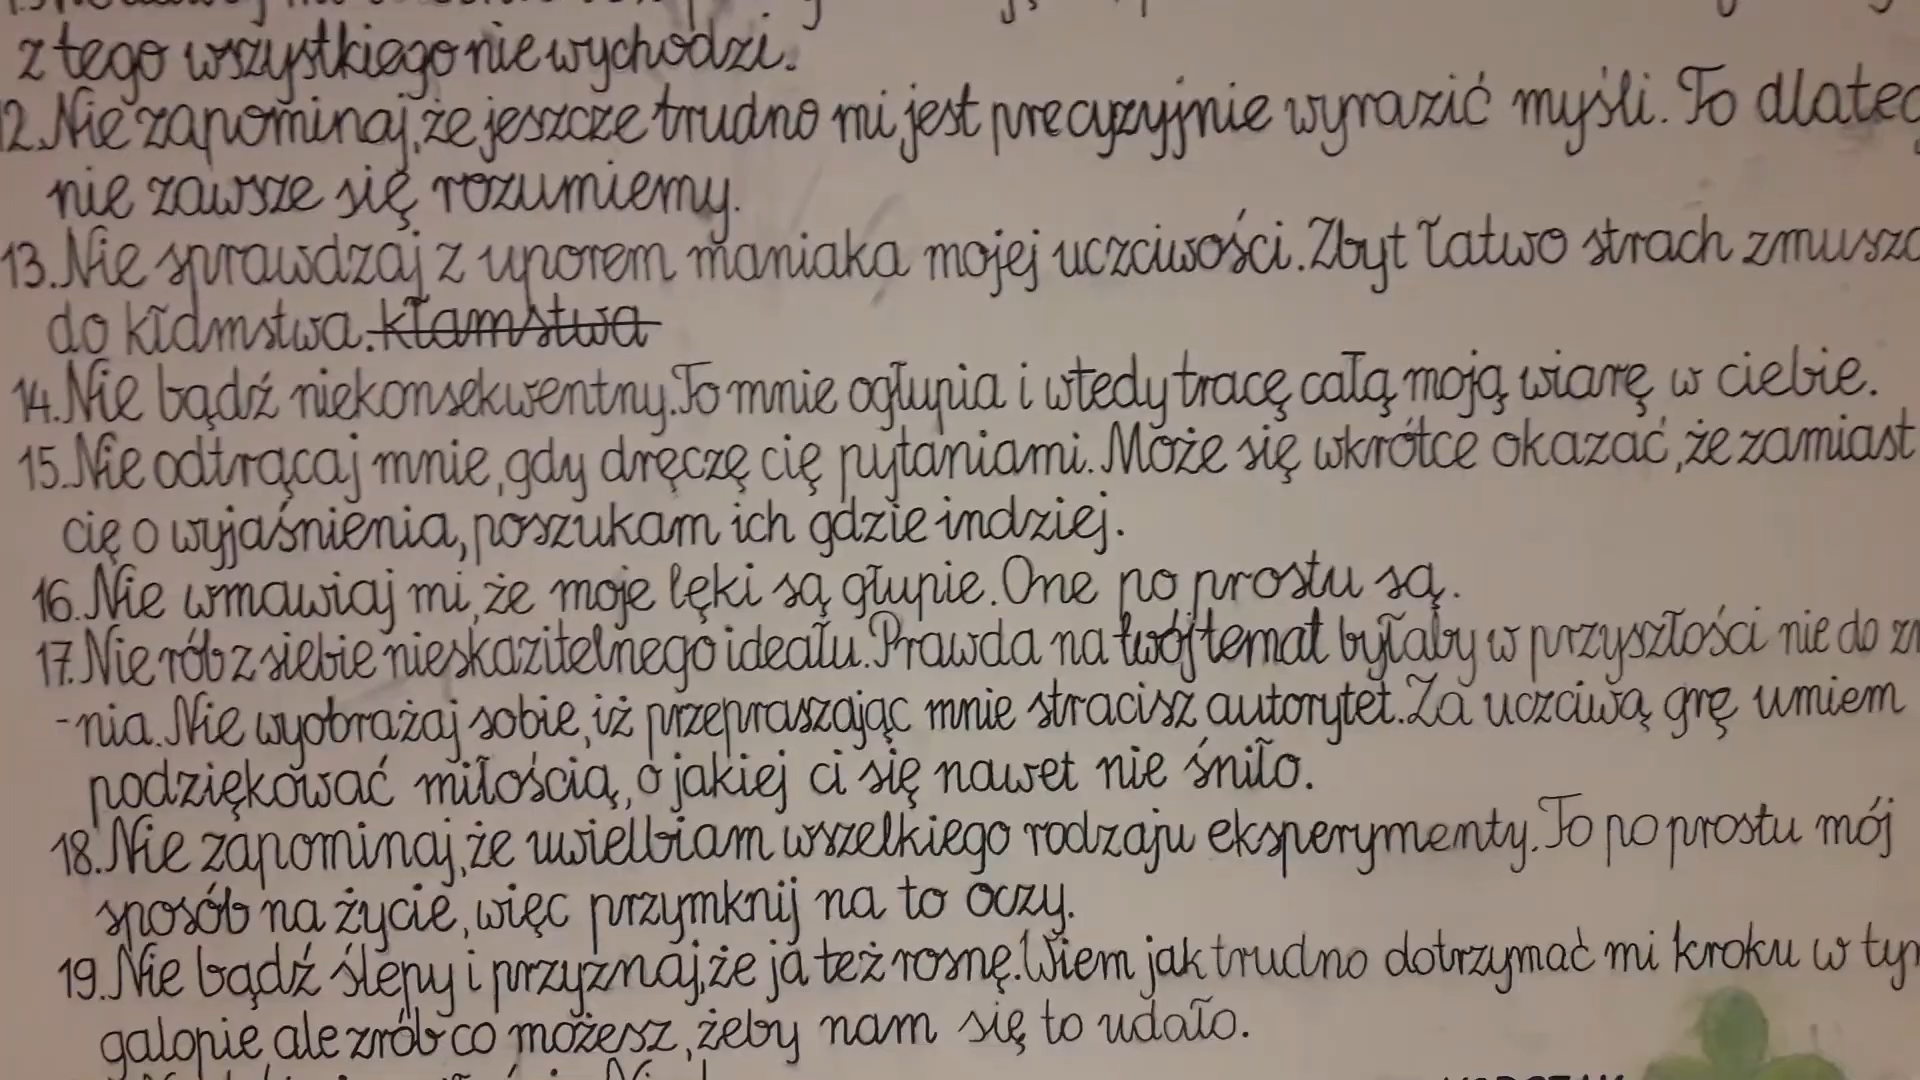 z tego wszystkiego nie wychodzi.
12. Nie zapominaj, że jeszcze trudno mi jest precyzyjnie wyrazić myśli. To dlateg
nie zawsze się rozumiemy.
13. Nie sprawdzaj z uporem maniaka mojej uczciwości. Zbyt łatwo strach zmusza
do kłamstwa. kłamstwa
14. Nie bądź niekonsekwentny. To mnie ogłupia i wtedy tracę całą moją wiarę w ciebie.
15. Nie odtrącaj mnie, gdy dręczę cię pytaniami. Może się wkrótce okazać, że zamiast
cię o wyjaśnienia, poszukam ich gdzie indziej.
16. Nie wmawiaj mi, że moje lęki są głupie. One po prostu są.
17. Nie rób z siebie nieskazitelnego ideału. Prawda na twój temat byłaby w przyszłości nie do zn
-nia. Nie wyobrażaj sobie, iż przepraszając mnie stracisz autorytet. Za uczciwą grę umiem
podziękować miłością, o jakiej ci się nawet nie śniło.
18. Nie zapominaj, że uwielbiam wszelkiego rodzaju eksperymenty. To po prostu mój
sposób na życie, więc przymknij na to oczy.
19. Nie bądź ślepy i przyznaj, że ja też rosnę. Wiem jak trudno dotrzymać mi kroku w tym
galopie, ale zrób co możesz, żeby nam się to udało.